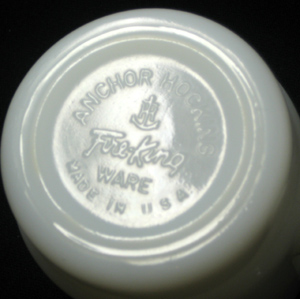 ANCHOR HOCKING
Fire-King
WARE
MADE IN U.S.A.